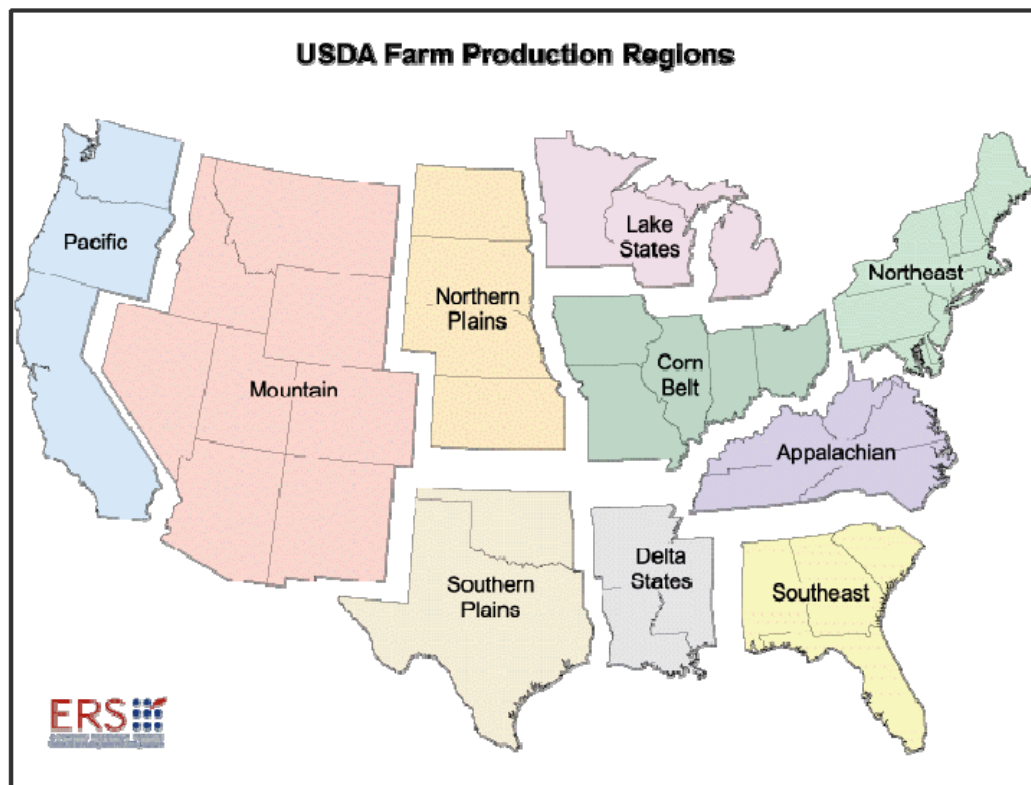 USDA Farm Production Regions
Pacific
Mountain
Northern
Plains
Lake
States
Corn
Belt
Northeast
Appalachian
Southern
Plains
Delta
States
Southeast
ERS